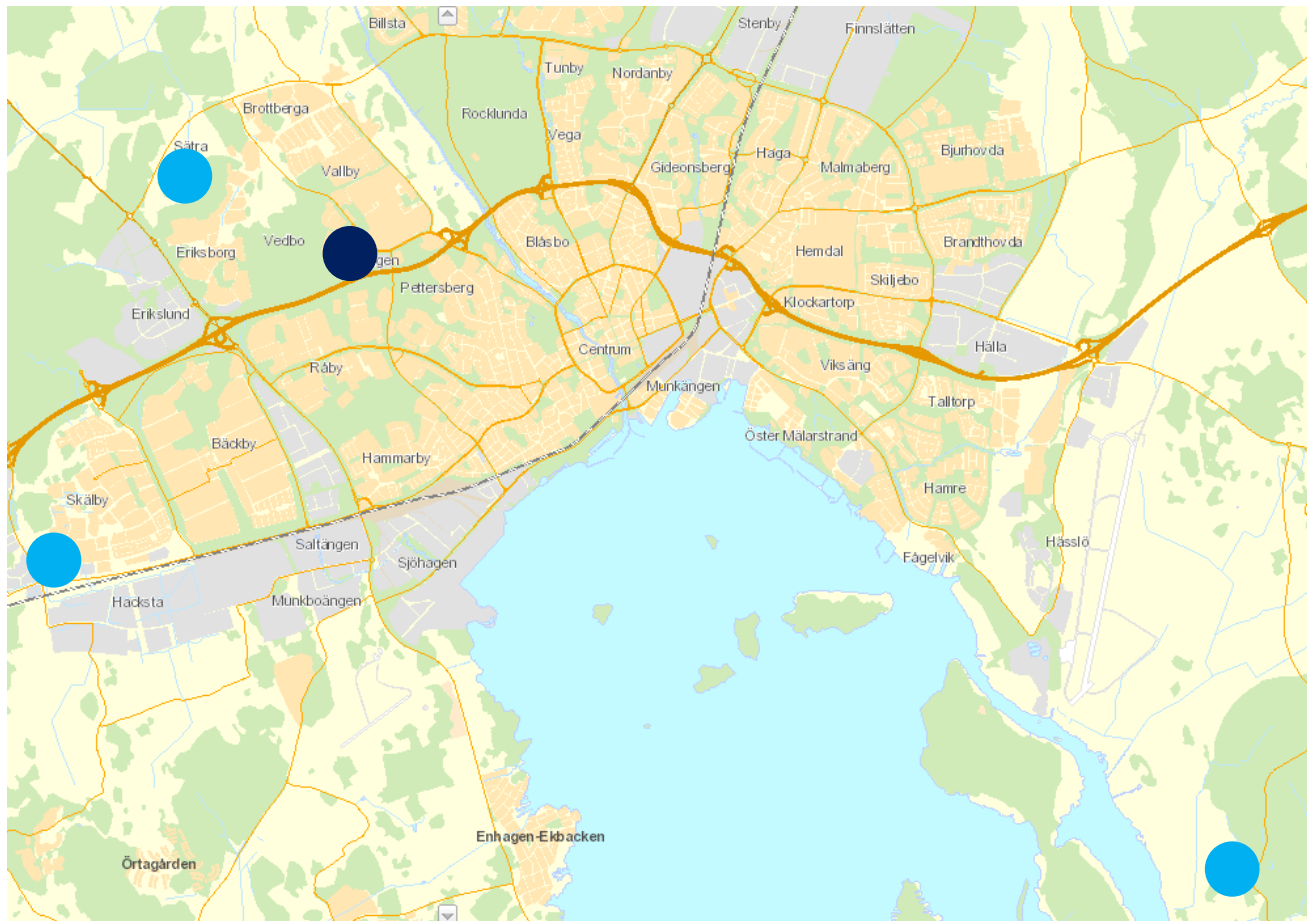 Billsta
Stenby
Finnslätten
Tunby
Nordanby
Brottberga
Rocklunda
Vega
Sätra
Haga
Bjurhovda
Vallby
Gideonsberg
Malmaberg
Vedbo
Blåsbo
Brandthovda
Eriksborg
Hemdal
gen
Skiljebo
Pettersberg
Klockartorp
Erikslund
Centrum
Hälla
Råby
Viksäng
Munkängen
Talltorp
Bäckby
Öster Mälarstrand
Hammarby
Skälby
Hamre
Saltängen
Hässlö
Sjöhagen
Fågelvik
Hacksta
Munkboängen
Enhagen-Ekbacken
Örtagården